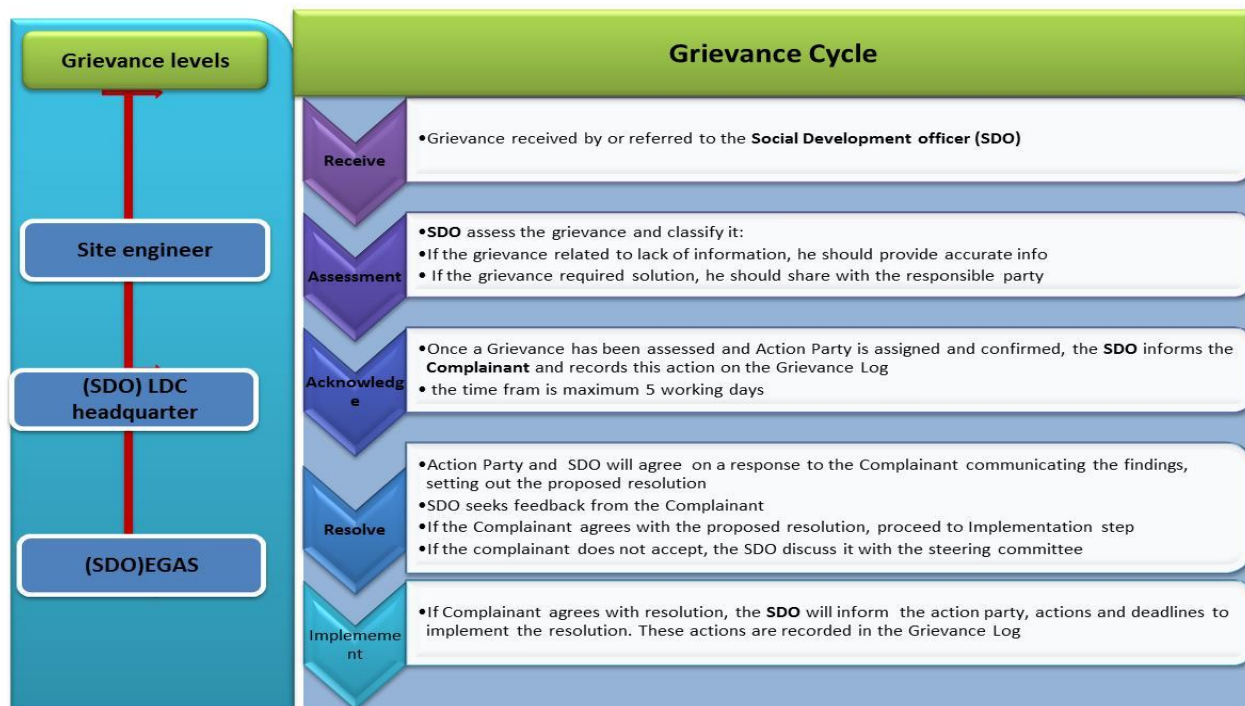 Grievance levels
Site engineer
(SDO) LDC
headquarter
(SDO)EGAS
Grievance Cycle
Receive
•Grievance received by or referred to the Social Development officer (SDO)
Assessment
•SDO assess the grievance and classify it:
•If the grievance related to lack of information, he should provide accurate info
• If the grievance required solution, he should share with the responsible party
Acknowledg
e
•Once a Grievance has been assessed and Action Party is assigned and confirmed, the SDO informs the
Complainant and records this action on the Grievance Log
• the time fram is maximum 5 working days
Resolve
•Action Party and SDO will agree on a response to the Complainant communicating the findings,
setting out the proposed resolution
•SDO seeks feedback from the Complainant
•If the Complainant agrees with the proposed resolution, proceed to Implementation step
•If the complainant does not accept, the SDO discuss it with the steering committee
Implememe
nt
•If Complainant agrees with resolution, the SDO will inform the action party, actions and deadlines to
implement the resolution. These actions are recorded in the Grievance Log